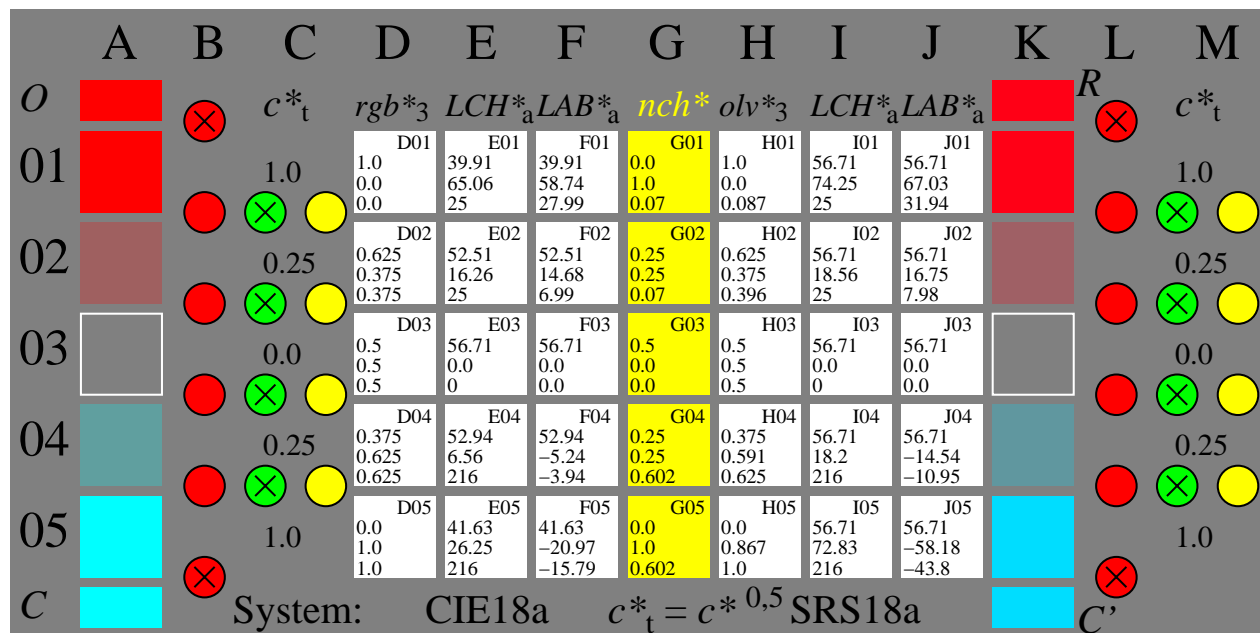 A B C D E F G H I J K L M
O c*t rgb*3 LCH*a LAB*a nch* olv*3 LCH*a LAB*a R c*t
D01 E01 F01 G01 H01 I01 J01
01 1.0 39.91 39.91 0.0 1.0 56.71 56.71
1.0 0.0 65.06 58.74 1.0 0.0 74.25 67.03 1.0
0.0 25 27.99 0.07 0.087 25 31.94
D02 E02 F02 G02 H02 I02 J02
02 0.625 52.51 52.51 0.25 0.625 56.71 56.71
0.25 0.375 16.26 14.68 0.25 0.375 18.56 16.75 0.25
0.375 25 6.99 0.07 0.396 25 7.98
D03 E03 F03 G03 H03 I03 J03
03 0.5 56.71 56.71 0.5 0.5 56.71 56.71
0.0 0.5 0.0 0.0 0.0 0.5 0.0 0.0 0.0
0.5 0 0.0 0.0 0.5 0 0.0
D04 E04 F04 G04 H04 I04 J04
04 0.375 52.94 52.94 0.25 0.375 56.71 56.71
0.25 0.625 6.56 −5.24 0.25 0.591 18.2 −14.54 0.25
0.625 216 −3.94 0.602 0.625 216 −10.95
D05 E05 F05 G05 H05 I05 J05
05 0.0 41.63 41.63 0.0 0.0 56.71 56.71
1.0 1.0 26.25 −20.97 1.0 0.867 72.83 −58.18 1.0
1.0 216 −15.79 0.602 1.0 216 −43.8
C System: CIE18a c*t = c* 0,5 SRS18a C'